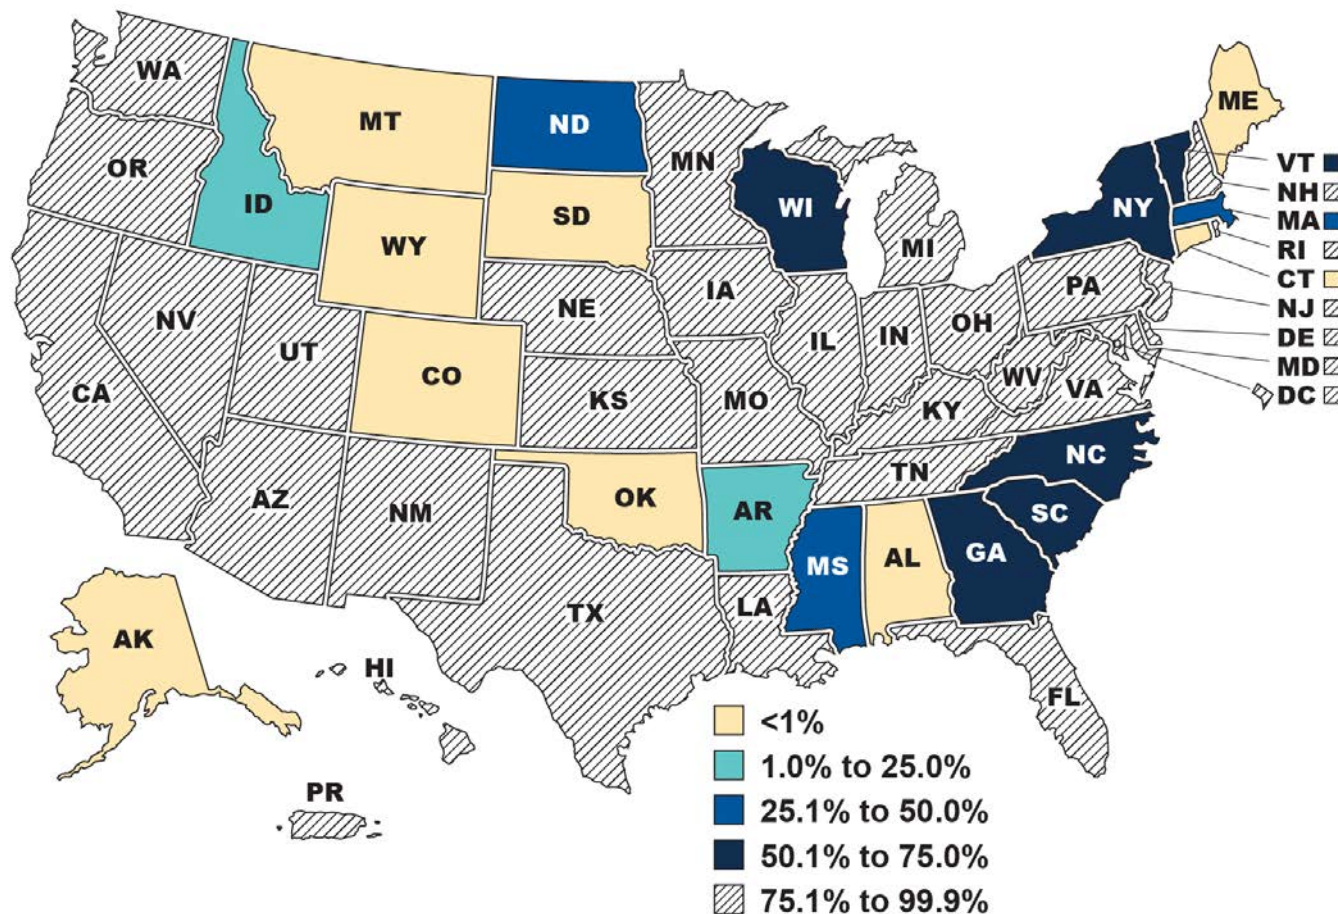 WA
MT
ND
MN
ME
OR
ID
SD
WI
NY
VT
NH
MA
RI
CT
NJ
DE
MD
DC
WY
MI
IA
PA
NE
NV
UT
IL
IN
OH
CO
WV
VA
CA
KS
MO
KY
NC
TN
AZ
NM
OK
AR
SC
MS
AL
GA
TX
LA
AK
HI
FL
PR
<1%
1.0% to 25.0%
25.1% to 50.0%
50.1% to 75.0%
75.1% to 99.9%